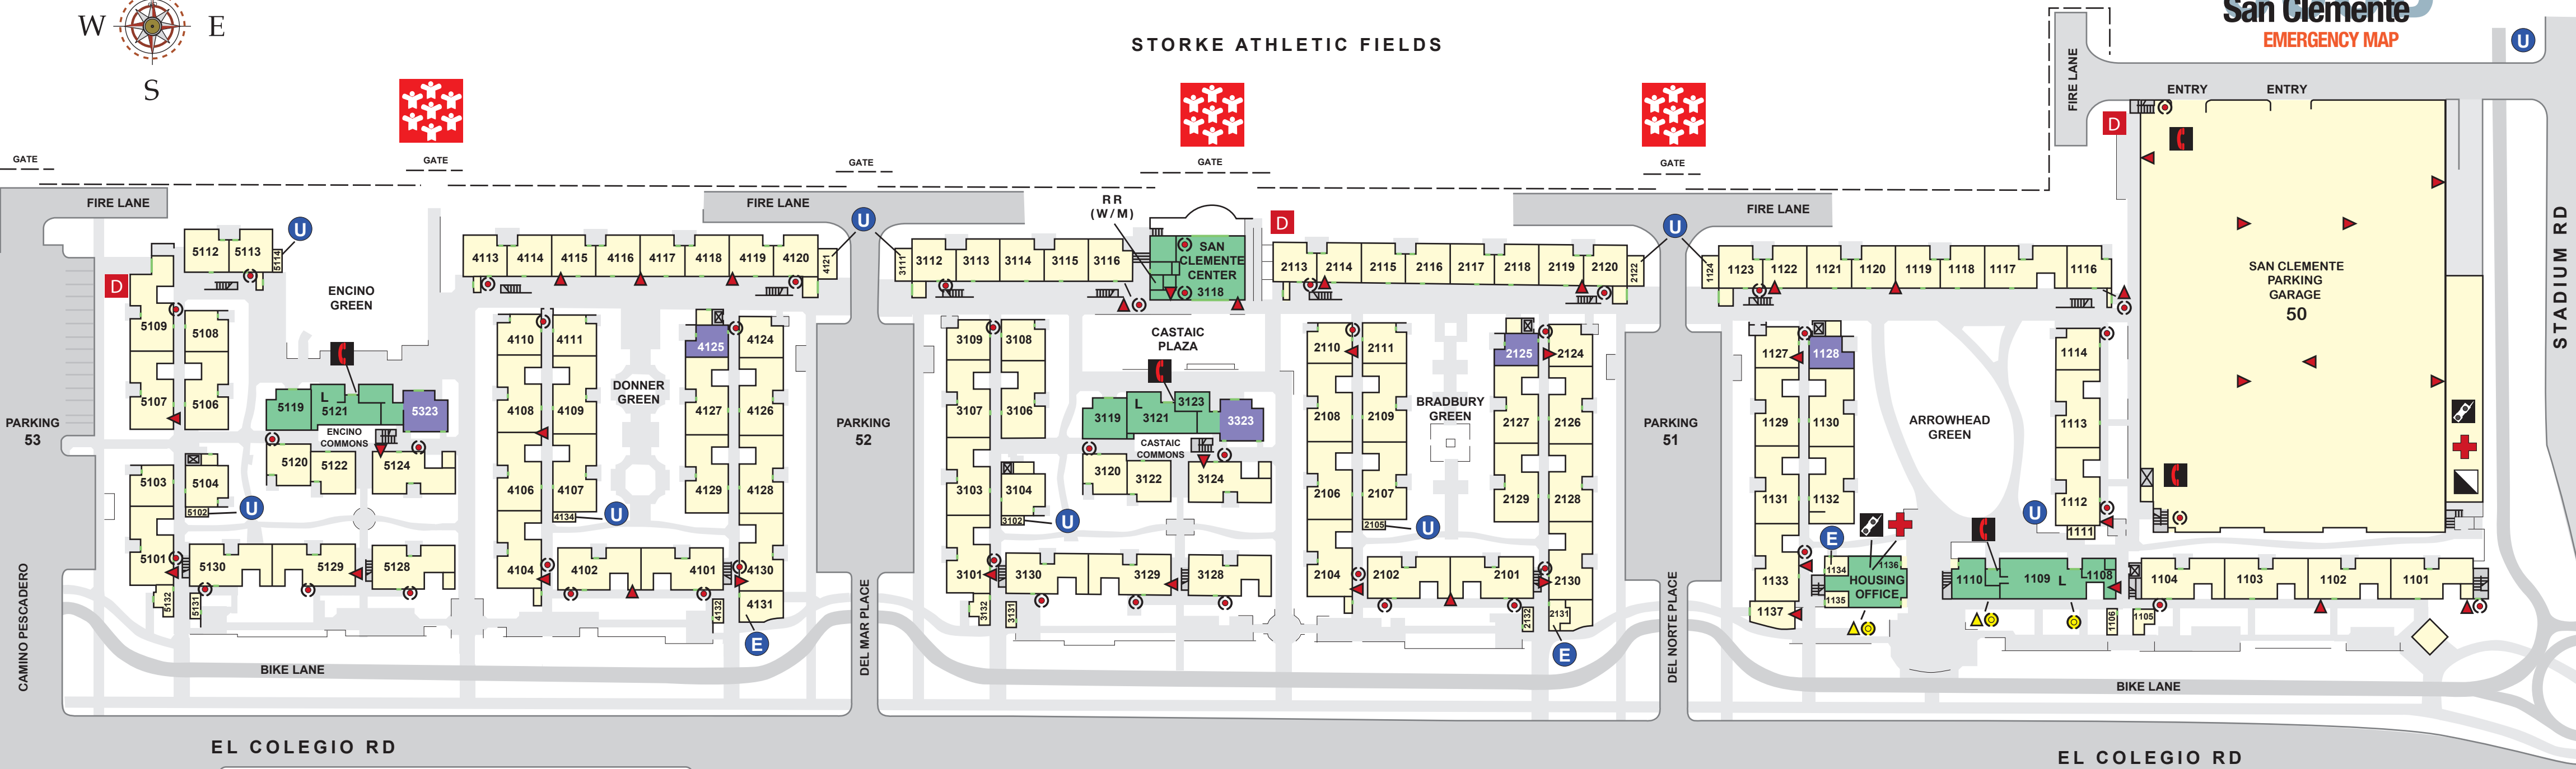 San Clemente
EMERGENCY MAP
W E
S
STORKE ATHLETIC FIELDS
U
FIRE LANE
ENTRY ENTRY
D
GATE GATE GATE GATE GATE
FIRE LANE FIRE LANE FIRE LANE
RR
(W/M)
U U D U
STADIUM RD
5112 5113 5114
D
ENCINO
GREEN
5109 5108
5107 5106
5119 L 5121 5323
ENCINO
COMMONS
PARKING
53
5103 5104
5102 U
5120 5122 5124
5101 5130 5129 5128
5132 5131
CAMINO PESCADERO
4113 4114 4115 4116 4117 4118 4119 4120 4121
4110 4111 4125 4124
DONNER
GREEN
4108 4109 4127 4126
4106 4107 4129 4128
4134 U
4104 4102 4101 4130
4132 4131
E
PARKING
52
DEL MAR PLACE
3111 3112 3113 3114 3115 3116
SAN
CLEMENTE
CENTER
3118
CASTAIC
PLAZA
3109 3108
3107 3106
3119 L 3121 3123 3323
CASTAIC
COMMONS
3103 3104
3102 U
3120 3122 3124
3101 3130 3129 3128
3132 3131
2113 2114 2115 2116 2117 2118 2119 2120 2122
2110 2111 2125 2124
BRADBURY
GREEN
2108 2109 2127 2126
2106 2107 2129 2128
2105 U
2104 2102 2101 2130
2132 2131
E
PARKING
51
DEL NORTE PLACE
1124 1123 1122 1121 1120 1119 1118 1117 1116
1127 1128 1114
ARROWHEAD
GREEN
1129 1130 1113
1131 1132 1112
U
1111
E
1133 1134 1136
HOUSING
OFFICE
1135
1137
1110 1109 L 1108
1104 1103 1102 1101
1106 1105
SAN CLEMENTE
PARKING
GARAGE
50
BIKE LANE BIKE LANE
EL COLEGIO RD
EL COLEGIO RD